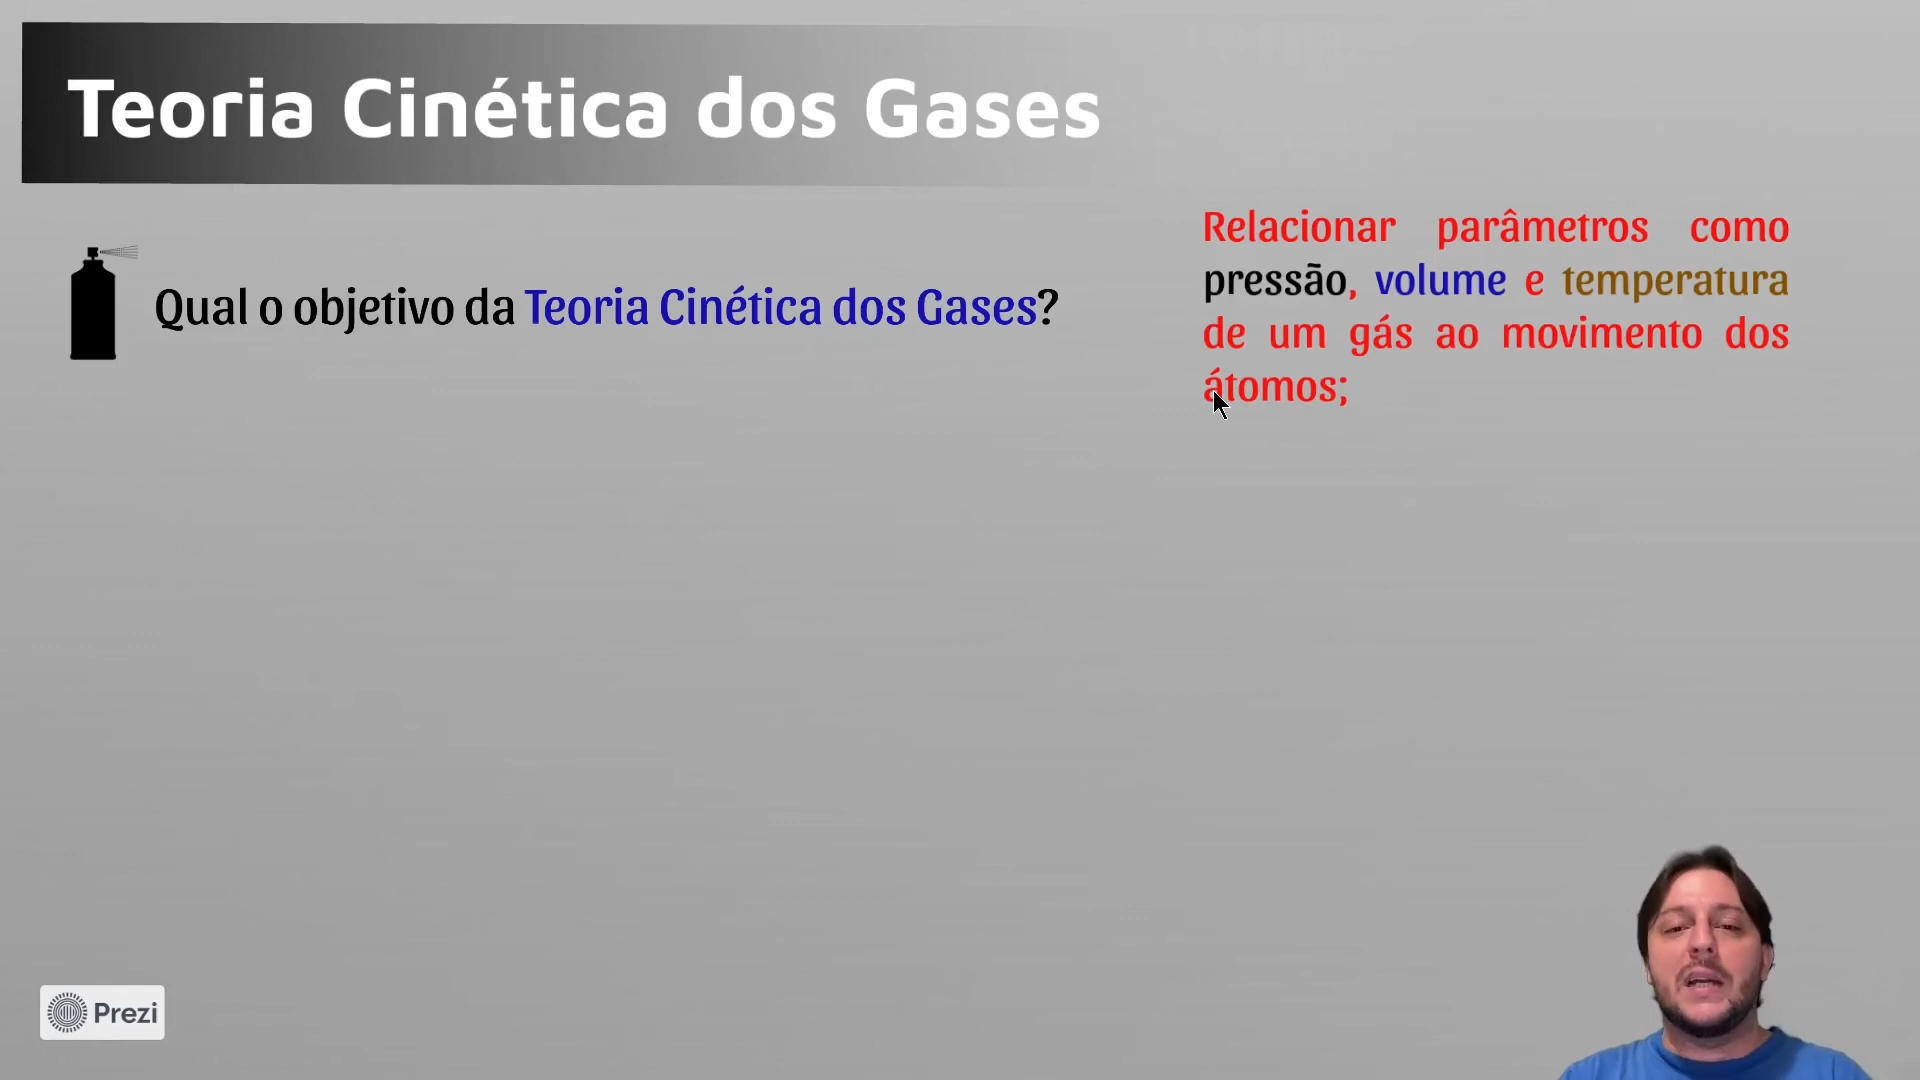 Teoria Cinética dos Gases
Qual o objetivo da Teoria Cinética dos Gases?
Relacionar parâmetros como
pressão, volume e temperatura
de um gás ao movimento dos
átomos;
Prezi